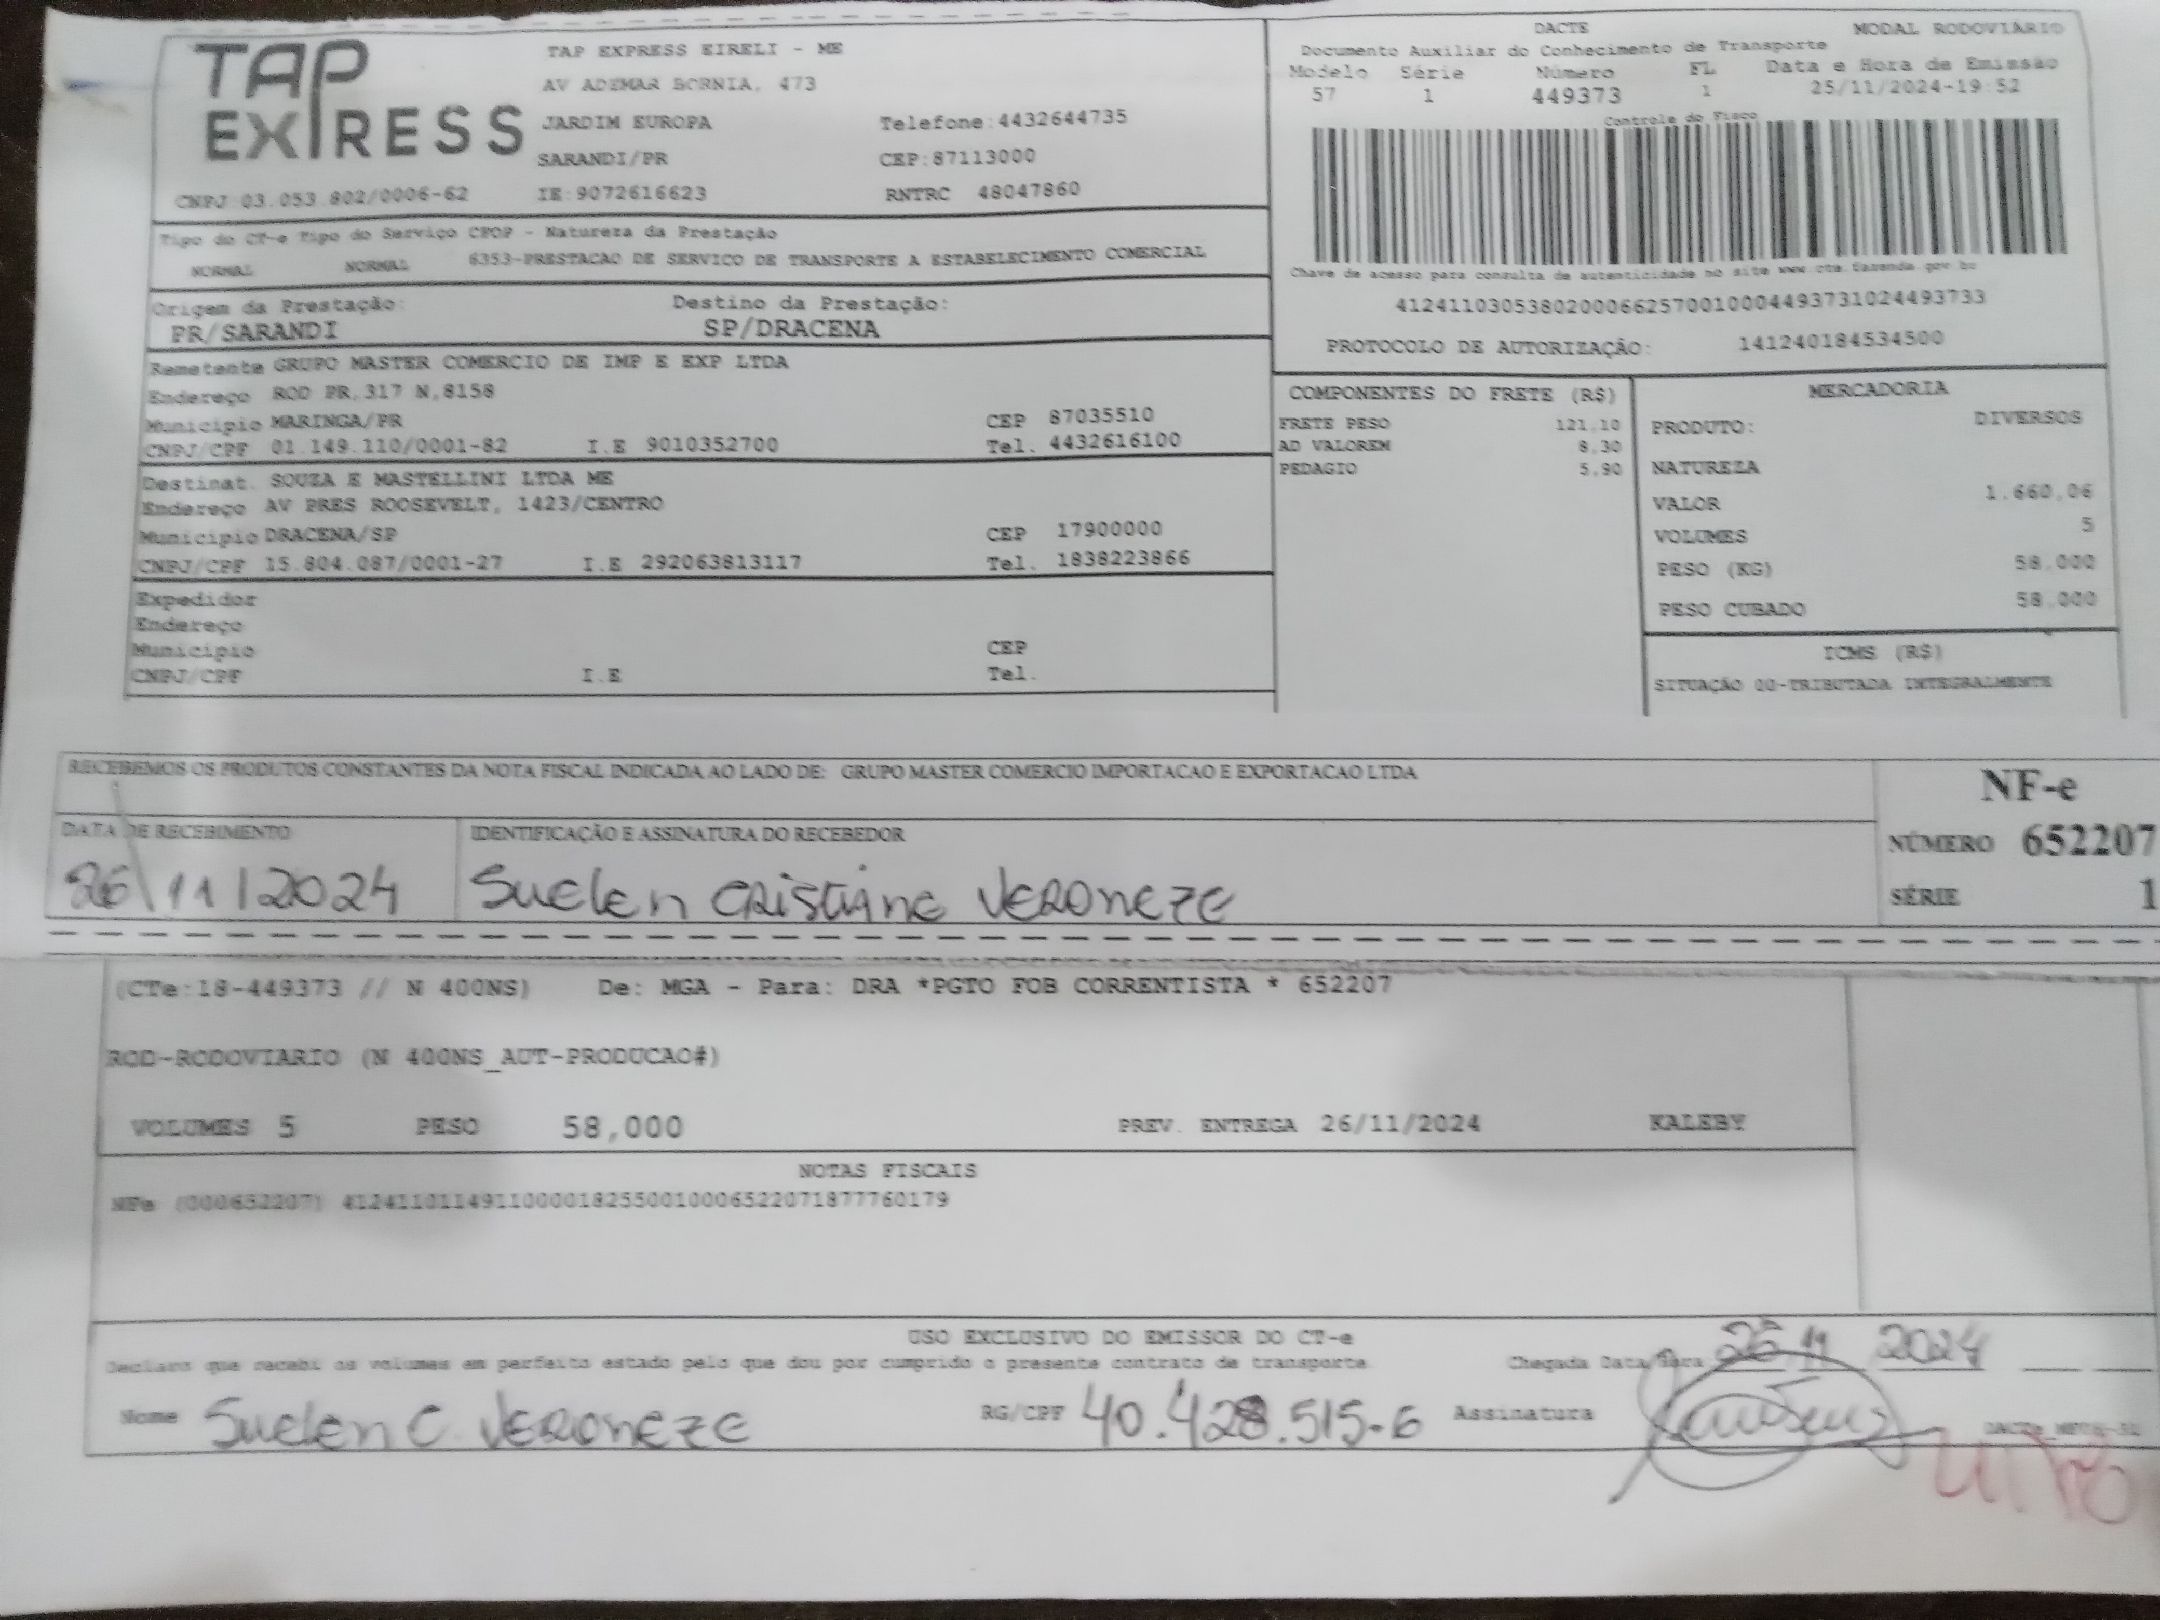 TAP EXPRESS
TAP EXPRESS EIRELI - ME
AV ADEMAR BORNIA, 473
JARDIM EUROPA Telefone:4432644735
SARANDI/PR CEP:87113000
CNPJ:03.053.802/0006-62 IE:9072616623 RNTRC 48047860
DACTE MODAL RODOVIARIO
Documento Auxiliar do Conhecimento de Transporte
Modelo Série Número FL Data e Hora de Emissão
57 1 449373 1 25/11/2024-19:52
Controle do Fisco
Chave de acesso para consulta de autenticidade no site www.cte.fazenda.gov.br
41241103053802000662570010004493731024493733
PROTOCOLO DE AUTORIZAÇÃO: 141240184534500
Tipo do CT-e Tipo do Serviço CFOP - Natureza da Prestação
NORMAL NORMAL 6353-PRESTACAO DE SERVICO DE TRANSPORTE A ESTABELECIMENTO COMERCIAL
Origem da Prestação: Destino da Prestação:
PR/SARANDI SP/DRACENA
Remetente GRUPO MASTER COMERCIO DE IMP E EXP LTDA
Endereço ROD PR,317 N,8158
Município MARINGA/PR CEP 87035510
CNPJ/CPF 01.149.110/0001-82 I.E 9010352700 Tel. 4432616100
Destinat. SOUZA E MASTELLINI LTDA ME
Endereço AV PRES ROOSEVELT, 1423/CENTRO
Município DRACENA/SP CEP 17900000
CNPJ/CPF 15.804.087/0001-27 I.E 292063813117 Tel. 1838223866
Expedidor
Endereço
Município CEP
CNPJ/CPF I.E Tel.
COMPONENTES DO FRETE (R$)
FRETE PESO 121,10
AD VALOREM 8,30
PEDAGIO 5,90
MERCADORIA
PRODUTO: DIVERSOS
NATUREZA
VALOR 1.660,06
VOLUMES 5
PESO (KG) 58,000
PESO CUBADO 58,000
ICMS (R$)
SITUAÇÃO 00-TRIBUTADA INTEGRALMENTE
RECEBEMOS OS PRODUTOS CONSTANTES DA NOTA FISCAL INDICADA AO LADO DE: GRUPO MASTER COMERCIO IMPORTACAO E EXPORTACAO LTDA
NF-e
NÚMERO 652207
SÉRIE 1
DATA DE RECEBIMENTO IDENTIFICAÇÃO E ASSINATURA DO RECEBEDOR
26/11/2024 Suelen Cristiane Veroneze
(CTe:18-449373 // N 400NS) De: MGA - Para: DRA *PGTO FOB CORRENTISTA * 652207
ROD-RODOVIARIO (N 400NS_AUT-PRODUCAO#)
VOLUMES 5 PESO 58,000 PREV. ENTREGA 26/11/2024 KALEBY
NOTAS FISCAIS
NFe (000652207) 41241101149110000182550010006522071877760179
USO EXCLUSIVO DO EMISSOR DO CT-e
Declaro que recebi os volumes em perfeito estado pelo que dou por cumprido o presente contrato de transporte. Chegada Data/Hora 26 11 2024
Nome Suelen C. Veroneze RG/CPF 40.428.515-6 Assinatura